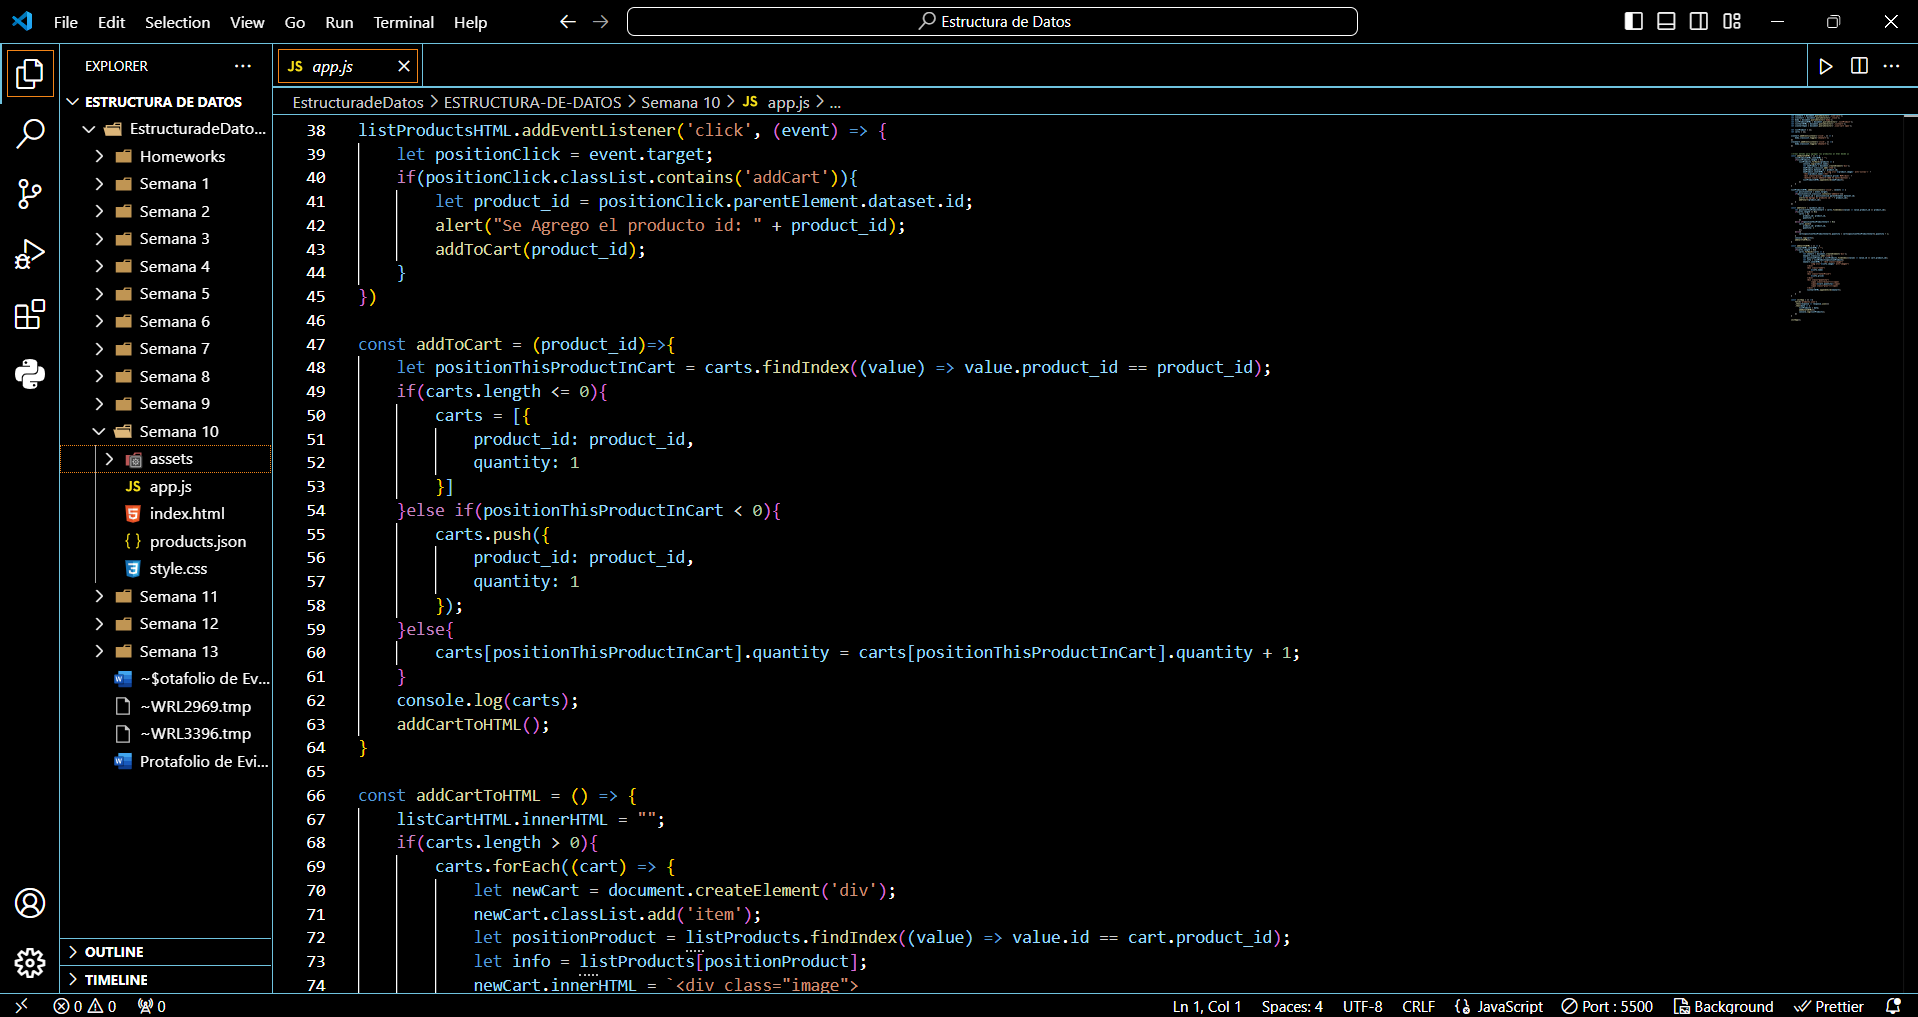 File Edit Selection View Go Run Terminal Help
Estructura de Datos
EXPLORER
ESTRUCTURA DE DATOS
EstructuradeDato...
Homeworks
Semana 1
Semana 2
Semana 3
Semana 4
Semana 5
Semana 6
Semana 7
Semana 8
Semana 9
Semana 10
assets
JS app.js
index.html
{ } products.json
style.css
Semana 11
Semana 12
Semana 13
~$otafolio de Ev...
~WRL2969.tmp
~WRL3396.tmp
Protafolio de Evi...
OUTLINE
TIMELINE
JS app.js
EstructuradeDatos > ESTRUCTURA-DE-DATOS > Semana 10 > JS app.js > ...
38 listProductsHTML.addEventListener('click', (event) => {
39 let positionClick = event.target;
40 if(positionClick.classList.contains('addCart')){
41 let product_id = positionClick.parentElement.dataset.id;
42 alert("Se Agrego el producto id: " + product_id);
43 addToCart(product_id);
44 }
45 })
46
47 const addToCart = (product_id)=>{
48 let positionThisProductInCart = carts.findIndex((value) => value.product_id == product_id);
49 if(carts.length <= 0){
50 carts = [{
51 product_id: product_id,
52 quantity: 1
53 }]
54 }else if(positionThisProductInCart < 0){
55 carts.push({
56 product_id: product_id,
57 quantity: 1
58 });
59 }else{
60 carts[positionThisProductInCart].quantity = carts[positionThisProductInCart].quantity + 1;
61 }
62 console.log(carts);
63 addCartToHTML();
64 }
65
66 const addCartToHTML = () => {
67 listCartHTML.innerHTML = "";
68 if(carts.length > 0){
69 carts.forEach((cart) => {
70 let newCart = document.createElement('div');
71 newCart.classList.add('item');
72 let positionProduct = listProducts.findIndex((value) => value.id == cart.product_id);
73 let info = listProducts[positionProduct];
74 newCart.innerHTML = `<div class="image">
0 0 0 Ln 1, Col 1 Spaces: 4 UTF-8 CRLF {} JavaScript Port : 5500 Background Prettier